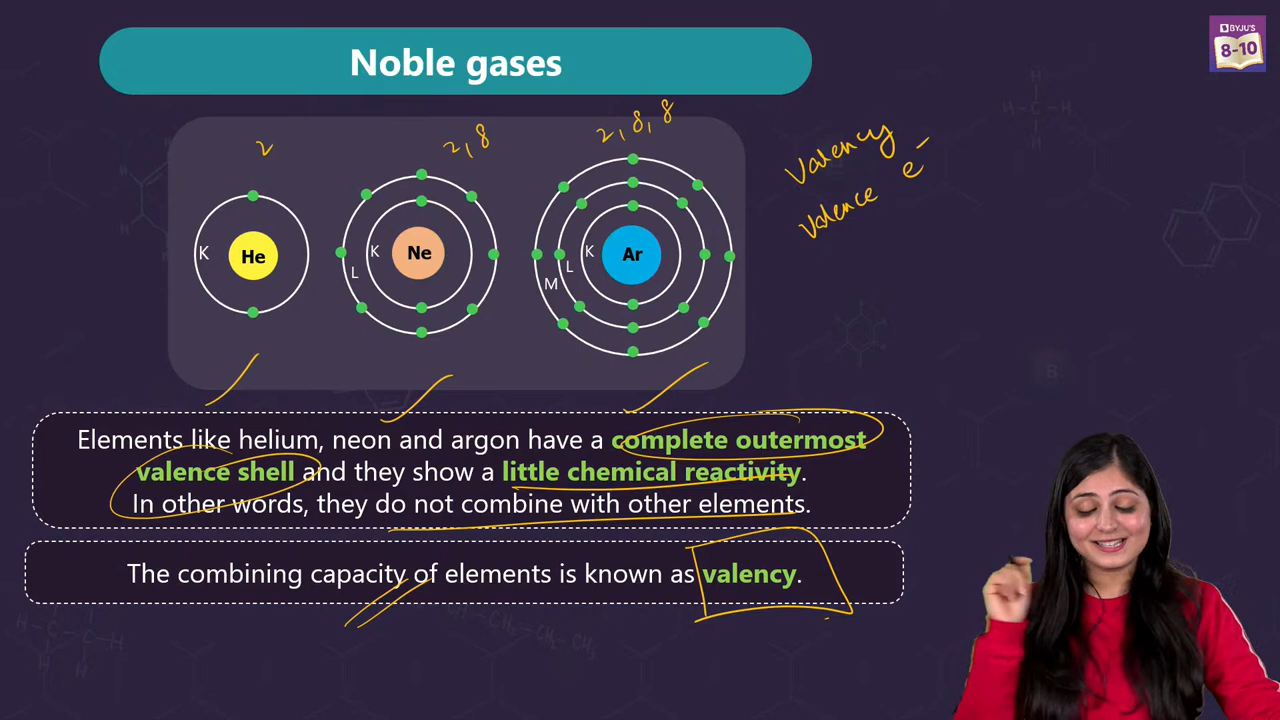 BYJU'S
8-10
Noble gases
2
2, 8
2, 8, 8
Valency
Valence e⁻
K
He
L
K
Ne
M
L
K
Ar
Elements like helium, neon and argon have a complete outermost
valence shell and they show a little chemical reactivity.
In other words, they do not combine with other elements.
The combining capacity of elements is known as valency.